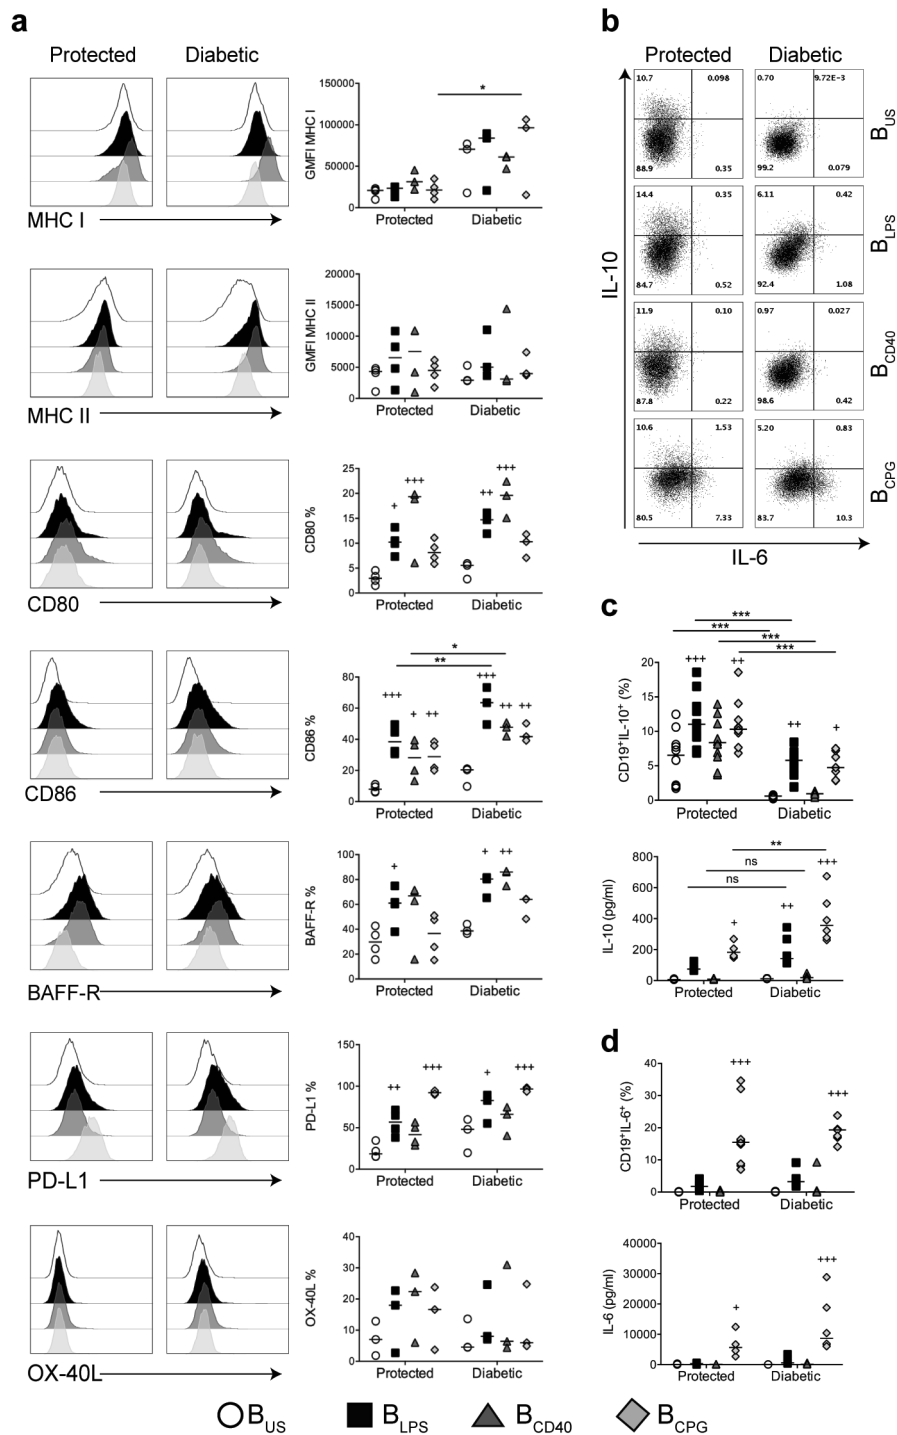 a
Protected
Diabetic
MHC I
GMFI MHC I
150000
100000
50000
0
*
Protected
Diabetic
MHC II
GMFI MHC II
20000
15000
10000
5000
0
Protected
Diabetic
CD80
CD80 %
25
20
15
10
5
0
+
+++
++
+++
Protected
Diabetic
CD86
CD86 %
80
60
40
20
0
*
**
+++
+
++
+++
++
++
Protected
Diabetic
BAFF-R
BAFF-R %
100
80
60
40
20
0
+
+
++
Protected
Diabetic
PD-L1
PD-L1 %
150
100
50
0
++
+++
+
+++
Protected
Diabetic
OX-40L
OX-40L %
40
30
20
10
0
Protected
Diabetic
b
Protected
Diabetic
10.7
0.098
88.9
0.35
0.70
9.72E-3
99.2
0.079
BUS
14.4
0.35
84.7
0.52
6.11
0.42
92.4
1.08
BLPS
11.9
0.10
87.8
0.22
0.97
0.027
98.6
0.42
BCD40
10.6
1.53
80.5
7.33
5.20
0.83
83.7
10.3
BCPG
IL-10
IL-6
c
***
***
***
***
CD19+IL-10+ (%)
20
15
10
5
0
+++
++
++
+
Protected
Diabetic
IL-10 (pg/ml)
800
600
400
200
0
**
ns
ns
+
++
+++
Protected
Diabetic
d
CD19+IL-6+ (%)
40
30
20
10
0
+++
+++
Protected
Diabetic
IL-6 (pg/ml)
40000
30000
20000
10000
0
+
+++
Protected
Diabetic
BUS
BLPS
BCD40
BCPG